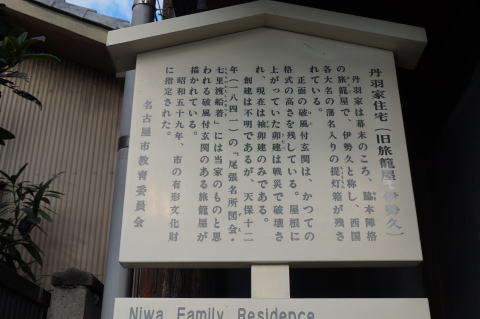 丹羽家住宅（旧旅籠屋 伊勢久）
丹羽家は幕末のころ、脇本陣格
の旅籠屋で、伊勢久と称し、西国
各大名の藩名入りの提灯箱が残さ
れている。
正面の破風付玄関は、かつての
格式の高さを残している。屋根に
上がっていた卯建は戦災で破壊さ
れ、現在は袖卯建のみである。
創建は不明であるが、天保十二
年（一八四一）の「尾張名所図会・
七里渡船着」には当家のものと思
われる破風付玄関のある旅籠屋が
描かれている。
昭和五十九年、市の有形文化財
に指定された。
名古屋市教育委員会
Niwa Family Residence